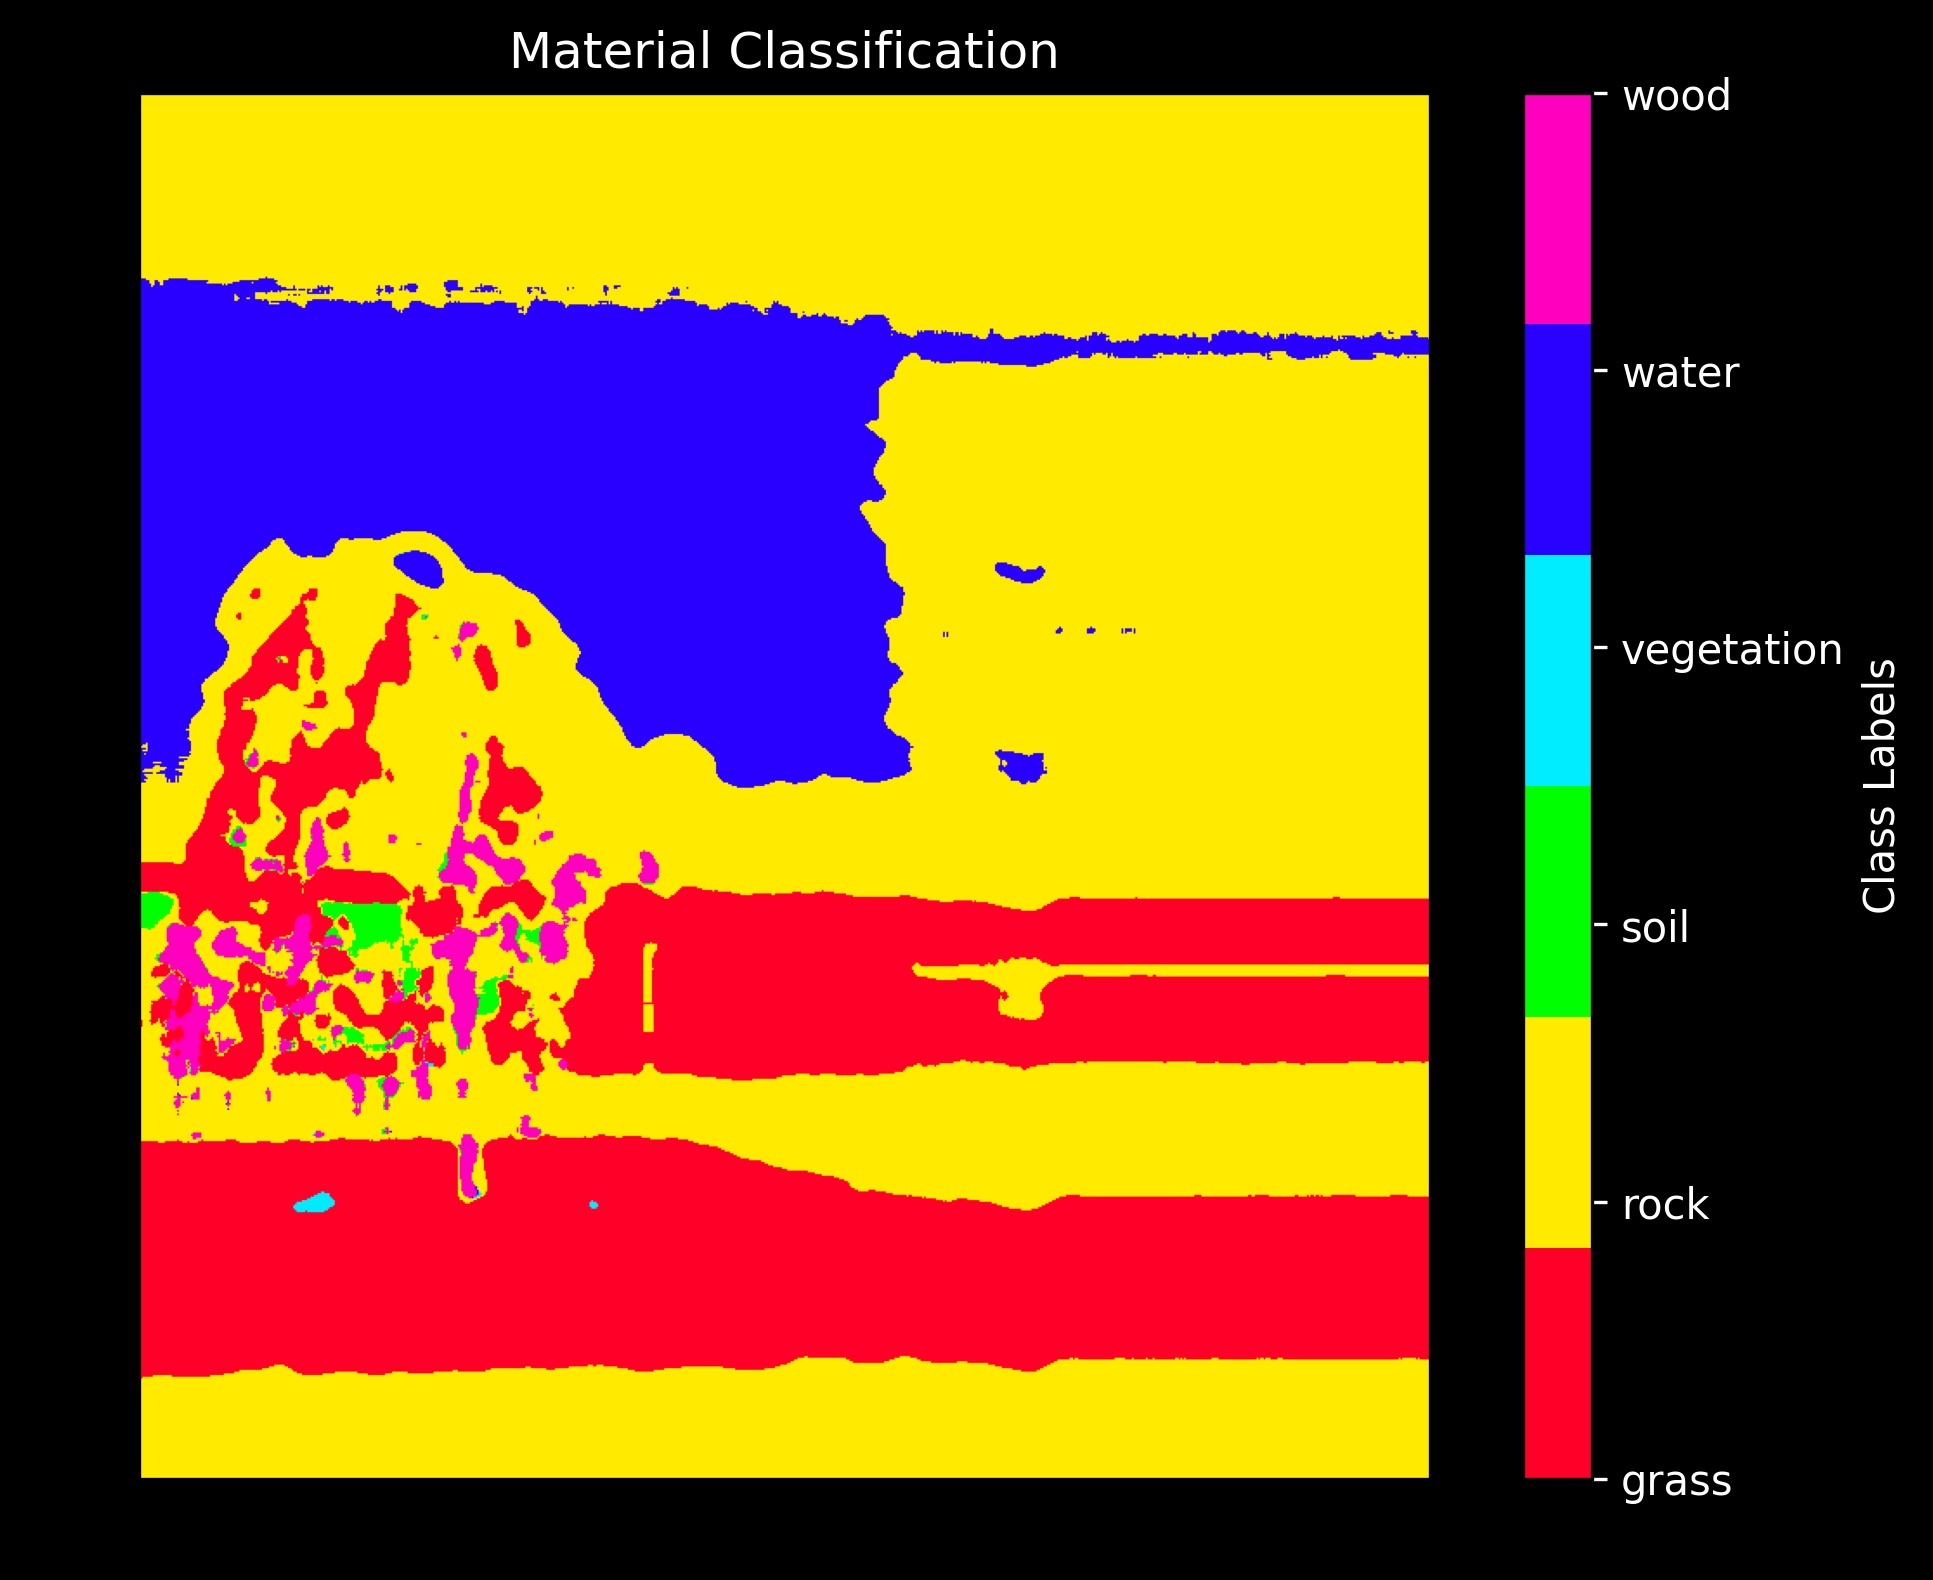 Material Classification
wood
water
vegetation
soil
rock
grass
Class Labels